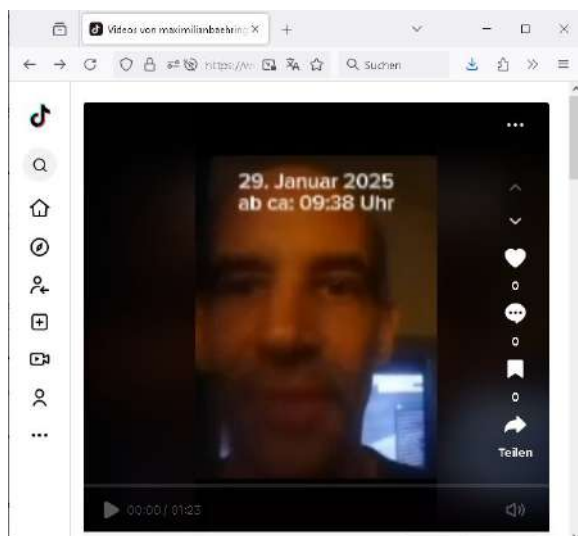 Videos von maximilianbaehring
Suchen
29. Januar 2025
ab ca: 09:38 Uhr
0
0
0
Teilen
00:00 / 01:23